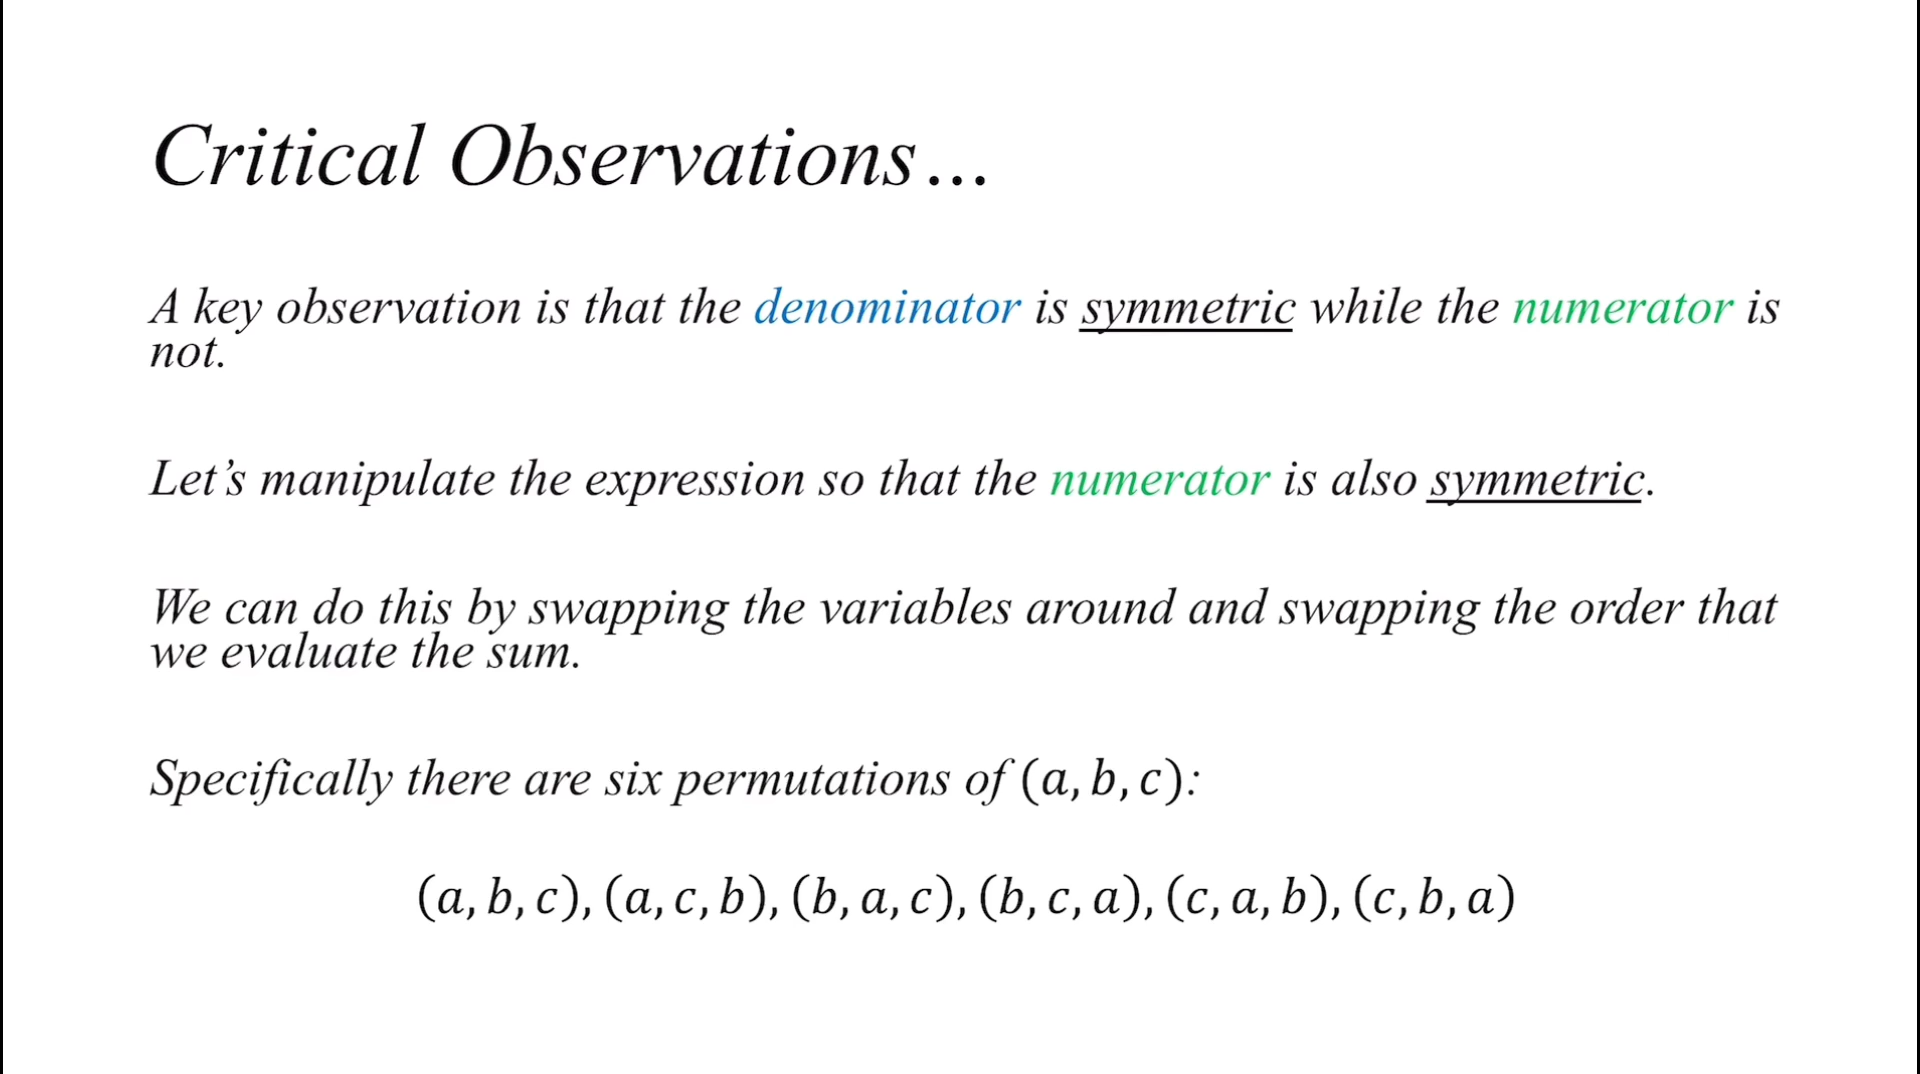 Critical Observations…
A key observation is that the denominator is symmetric while the numerator is
not.
Let’s manipulate the expression so that the numerator is also symmetric.
We can do this by swapping the variables around and swapping the order that
we evaluate the sum.
Specifically there are six permutations of (a, b, c):
(a, b, c), (a, c, b), (b, a, c), (b, c, a), (c, a, b), (c, b, a)